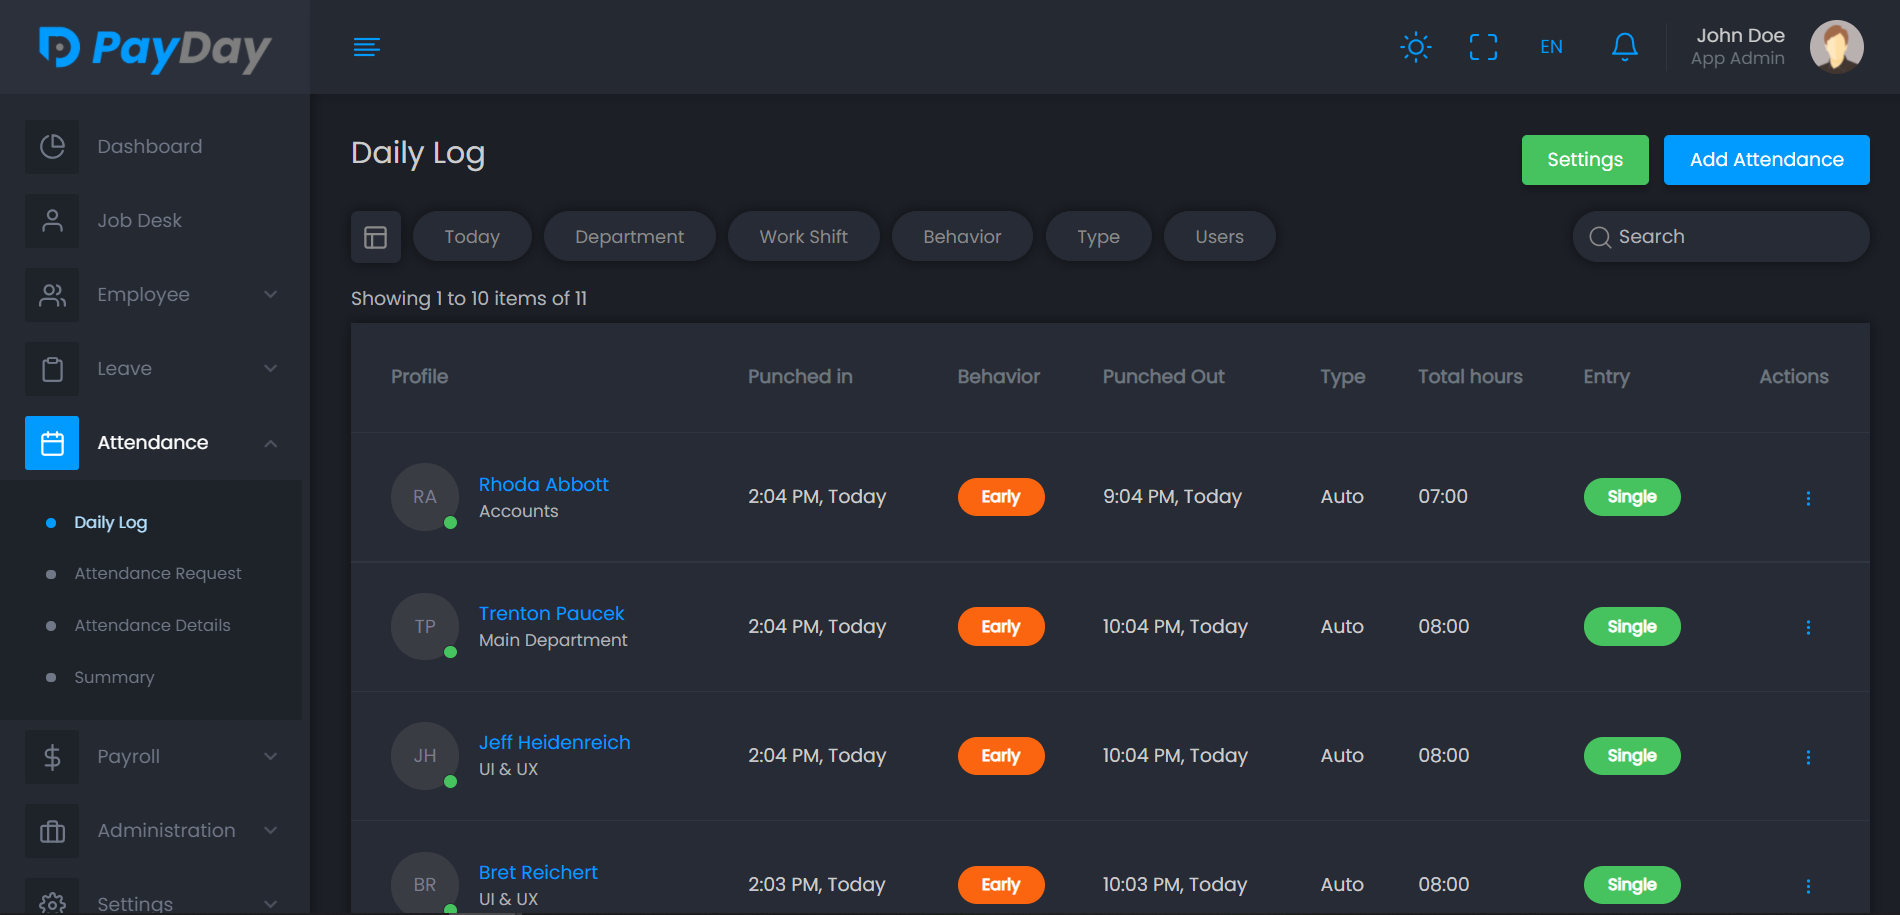 PayDay
EN
John Doe
App Admin
Dashboard
Job Desk
Employee
Leave
Attendance
Daily Log
Attendance Request
Attendance Details
Summary
Payroll
Administration
Settings
Daily Log
Settings
Add Attendance
Today
Department
Work Shift
Behavior
Type
Users
Search
Showing 1 to 10 items of 11
Profile Punched in Behavior Punched Out Type Total hours Entry Actions
RA
Rhoda Abbott
Accounts
2:04 PM, Today Early 9:04 PM, Today Auto 07:00 Single
TP
Trenton Paucek
Main Department
2:04 PM, Today Early 10:04 PM, Today Auto 08:00 Single
JH
Jeff Heidenreich
UI & UX
2:04 PM, Today Early 10:04 PM, Today Auto 08:00 Single
BR
Bret Reichert
UI & UX
2:03 PM, Today Early 10:03 PM, Today Auto 08:00 Single